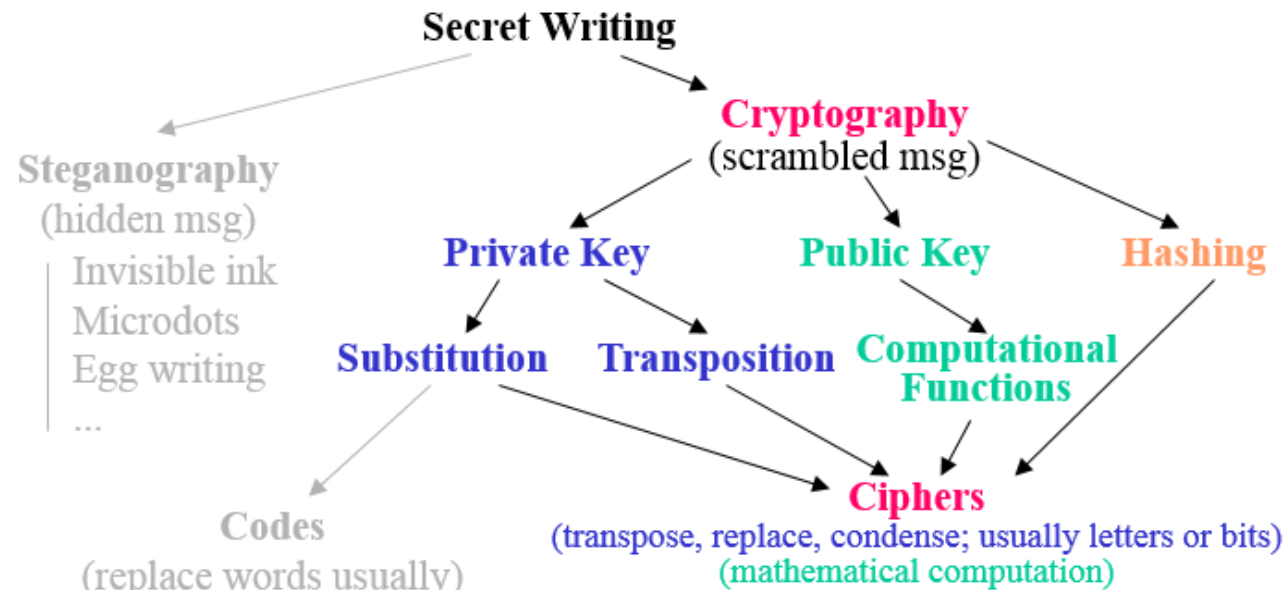 Secret Writing
Cryptography
(scrambled msg)
Steganography
(hidden msg)
Invisible ink
Microdots
Egg writing
...
Private Key
Public Key
Hashing
Substitution
Transposition
Computational
Functions
Ciphers
(transpose, replace, condense; usually letters or bits)
(mathematical computation)
Codes
(replace words usually)